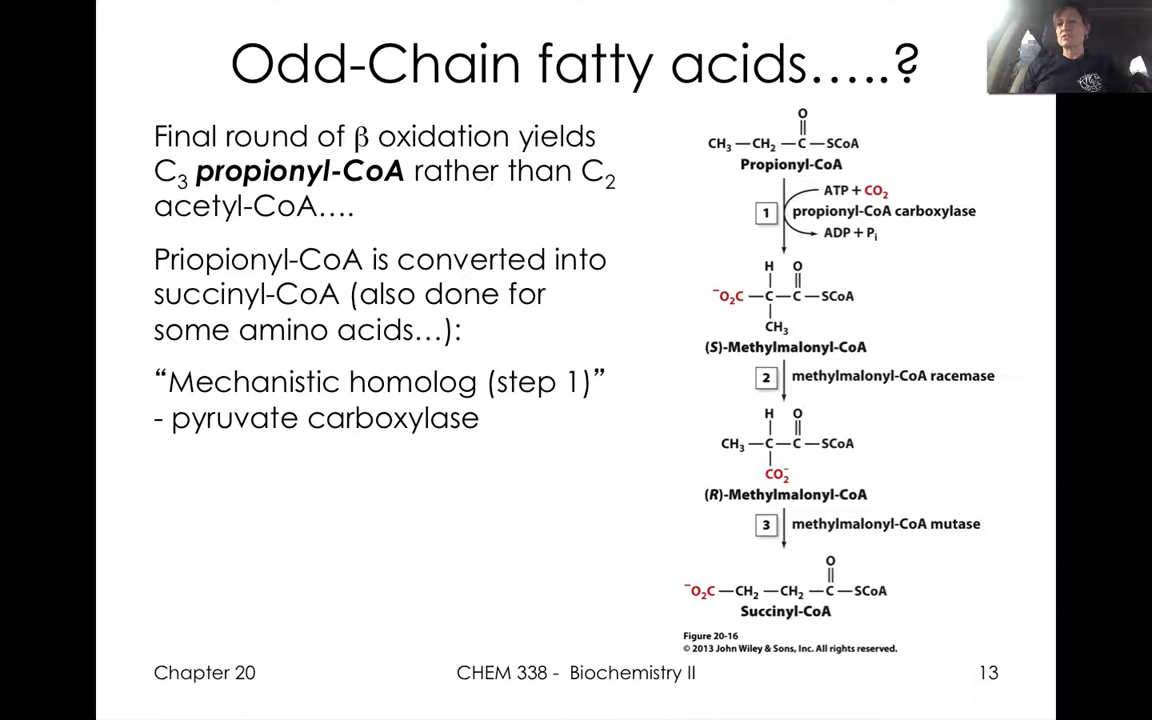 Odd-Chain fatty acids…..?
Final round of β oxidation yields
C3 propionyl-CoA rather than C2
acetyl-CoA….
Priopionyl-CoA is converted into
succinyl-CoA (also done for
some amino acids…):
“Mechanistic homolog (step 1)”
- pyruvate carboxylase
O
CH3 — CH2 — C — SCoA
Propionyl-CoA
ATP + CO2
1 propionyl-CoA carboxylase
ADP + Pi
H O
−O2C — C — C — SCoA
CH3
(S)-Methylmalonyl-CoA
2 methylmalonyl-CoA racemase
H O
CH3 — C — C — SCoA
CO2−
(R)-Methylmalonyl-CoA
3 methylmalonyl-CoA mutase
O
−O2C — CH2 — CH2 — C — SCoA
Succinyl-CoA
Figure 20-16
© 2013 John Wiley & Sons, Inc. All rights reserved.
Chapter 20 CHEM 338 - Biochemistry II 13